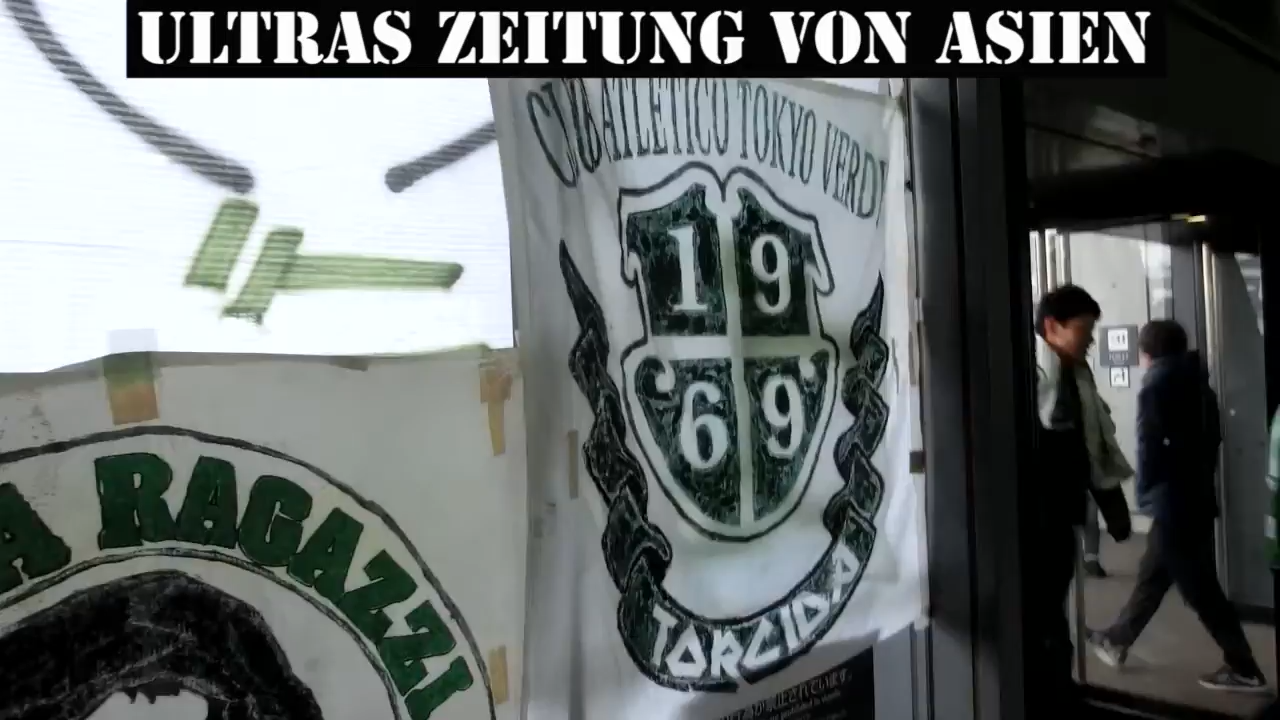 ULTRAS ZEITUNG VON ASIEN
ATLETICO TOKYO VERDY
19
69
TORCIDA
A RAGAZZI